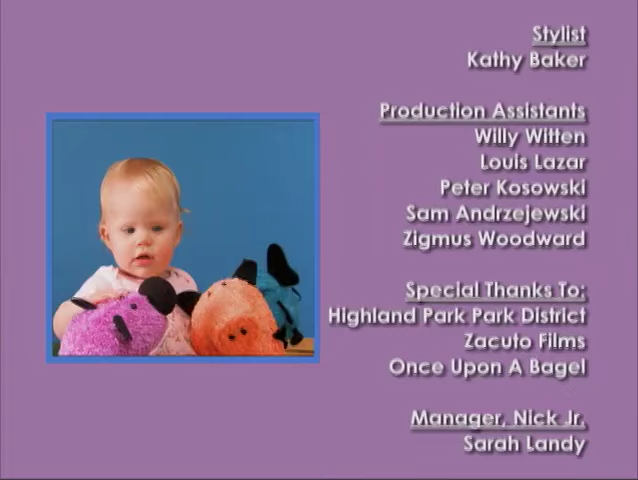 Stylist
Kathy Baker
Production Assistants
Willy Witten
Louis Lazar
Peter Kosowski
Sam Andrzejewski
Zigmus Woodward
Special Thanks To:
Highland Park Park District
Zacuto Films
Once Upon A Bagel
Manager, Nick Jr.
Sarah Landy